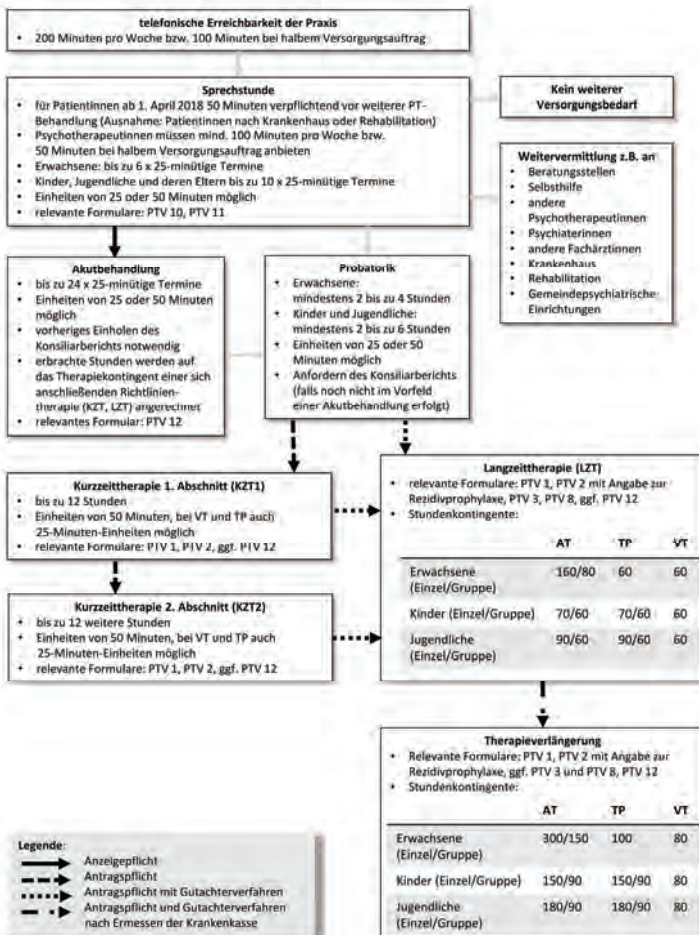 telefonische Erreichbarkeit der Praxis
• 200 Minuten pro Woche bzw. 100 Minuten bei halbem Versorgungsauftrag
Sprechstunde
• für Patientinnen ab 1. April 2018 50 Minuten verpflichtend vor weiterer PT-
Behandlung (Ausnahme: Patientinnen nach Krankenhaus oder Rehabilitation)
• Psychotherapeutinnen müssen mind. 100 Minuten pro Woche bzw.
50 Minuten bei halbem Versorgungsauftrag anbieten
• Erwachsene: bis zu 6 x 25-minütige Termine
• Kinder, Jugendliche und deren Eltern bis zu 10 x 25-minütige Termine
• Einheiten von 25 oder 50 Minuten möglich
• relevante Formulare: PTV 10, PTV 11
Kein weiterer
Versorgungsbedarf
Weitervermittlung z.B. an
• Beratungsstellen
• Selbsthilfe
• andere
Psychotherapeutinnen
• Psychiaterinnen
• andere Fachärztinnen
• Krankenhaus
• Rehabilitation
• Gemeindepsychiatrische
Einrichtungen
Akutbehandlung
• bis zu 24 x 25-minütige Termine
• Einheiten von 25 oder 50 Minuten
möglich
• vorheriges Einholen des
Konsiliarberichts notwendig
• erbrachte Stunden werden auf
das Therapiekontingent einer sich
anschließenden Richtlinien-
therapie (KZT, LZT) angerechnet
• relevantes Formular: PTV 12
Probatorik
• Erwachsene:
mindestens 2 bis zu 4 Stunden
• Kinder und Jugendliche:
mindestens 2 bis zu 6 Stunden
• Einheiten von 25 oder 50
Minuten möglich
• Anfordern des Konsiliarberichts
(falls noch nicht im Vorfeld
einer Akutbehandlung erfolgt)
Kurzzeittherapie 1. Abschnitt (KZT1)
• bis zu 12 Stunden
• Einheiten von 50 Minuten, bei VT und TP auch
25-Minuten-Einheiten möglich
• relevante Formulare: PTV 1, PTV 2, ggf. PTV 12
Kurzzeittherapie 2. Abschnitt (KZT2)
• bis zu 12 weitere Stunden
• Einheiten von 50 Minuten, bei VT und TP auch
25-Minuten-Einheiten möglich
• relevante Formulare: PTV 1, PTV 2, ggf. PTV 12
Langzeittherapie (LZT)
• relevante Formulare: PTV 1, PTV 2 mit Angabe zur
Rezidivprophylaxe, PTV 3, PTV 8, ggf. PTV 12
• Stundenkontingente:
AT TP VT
Erwachsene 160/80 60 60
(Einzel/Gruppe)
Kinder (Einzel/Gruppe) 70/60 70/60 60
Jugendliche 90/60 90/60 60
(Einzel/Gruppe)
Therapieverlängerung
• Relevante Formulare: PTV 1, PTV 2 mit Angabe zur
Rezidivprophylaxe, ggf. PTV 3 und PTV 8, PTV 12
• Stundenkontingente:
AT TP VT
Erwachsene 300/150 100 80
(Einzel/Gruppe)
Kinder (Einzel/Gruppe) 150/90 150/90 80
Jugendliche 180/90 180/90 80
(Einzel/Gruppe)
Legende:
Anzeigepflicht
Antragspflicht
Antragspflicht mit Gutachterverfahren
Antragspflicht und Gutachterverfahren
nach Ermessen der Krankenkasse